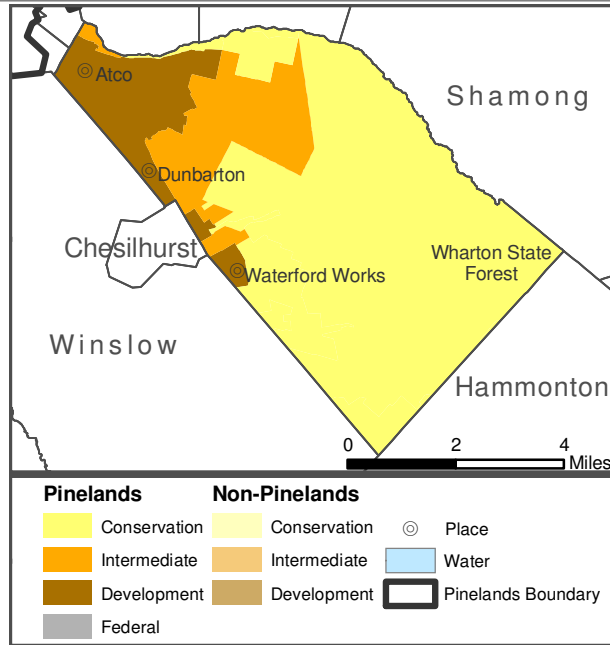 Atco
Shamong
Dunbarton
Chesilhurst
Wharton State
Forest
Waterford Works
Winslow
Hammonton
0 2 4
Miles
Pinelands Non-Pinelands
Conservation Conservation Place
Intermediate Intermediate Water
Development Development Pinelands Boundary
Federal